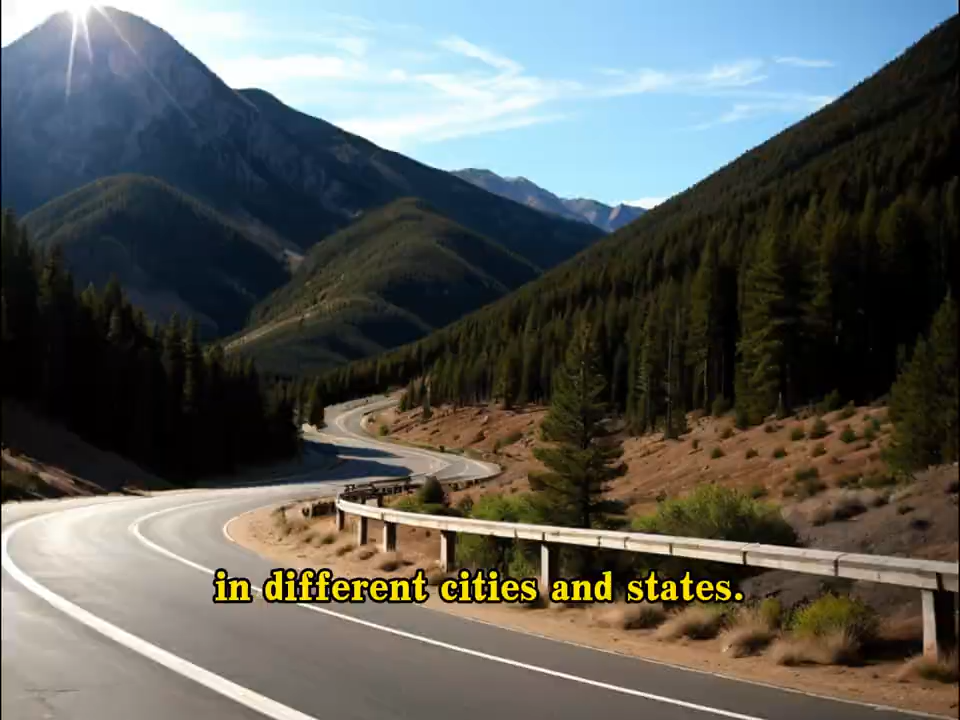 in different cities and states.